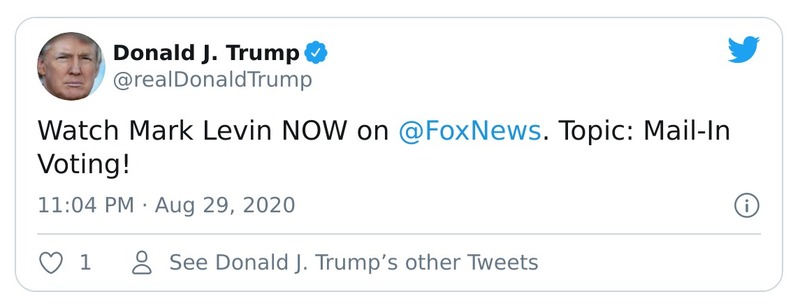 Donald J. Trump
@realDonaldTrump
Watch Mark Levin NOW on @FoxNews. Topic: Mail-In
Voting!
11:04 PM · Aug 29, 2020
1
See Donald J. Trump’s other Tweets